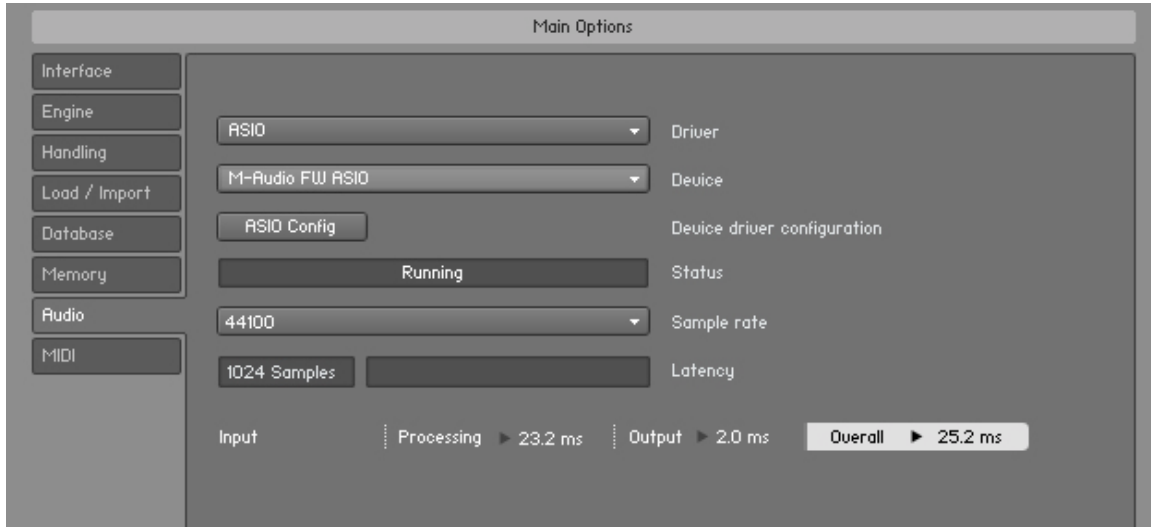 Main Options
Interface
Engine
Handling
Load / Import
Database
Memory
Audio
MIDI
ASIO Driver
M-Audio FW ASIO Device
ASIO Config Device driver configuration
Running Status
44100 Sample rate
1024 Samples Latency
Input Processing 23.2 ms Output 2.0 ms Overall 25.2 ms